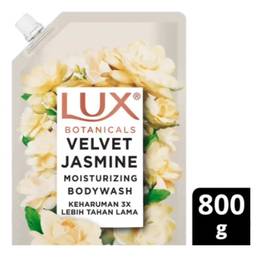 LUX®
BOTANICALS
VELVET
JASMINE
MOISTURIZING
BODYWASH
KEHARUMAN 3X
LEBIH TAHAN LAMA
800
g